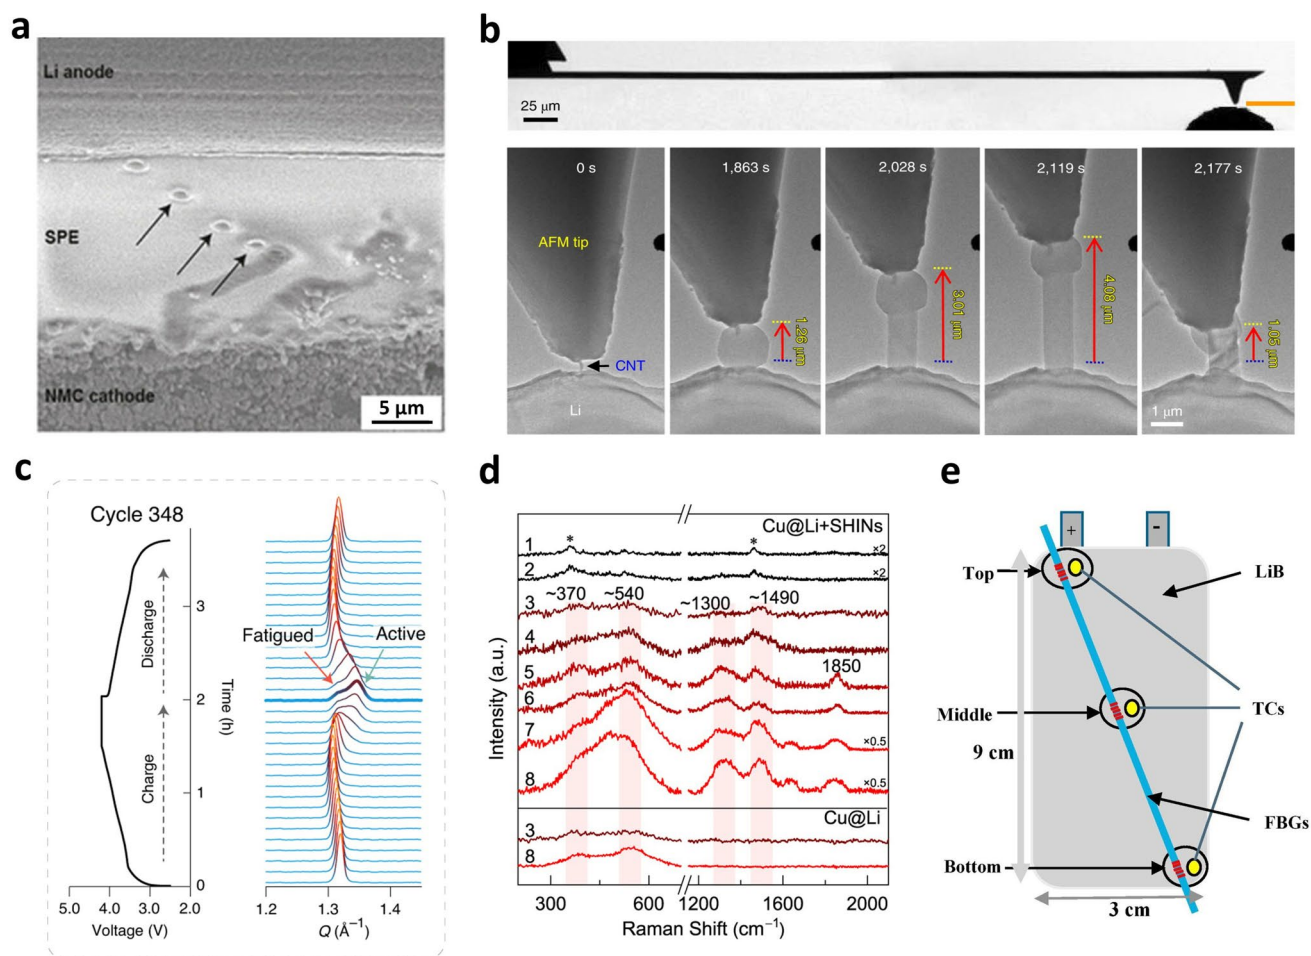 a
Li anode
SPE
NMC cathode
5 µm
b
25 µm
0 s
1,863 s
2,028 s
2,119 s
2,177 s
AFM tip
CNT
Li
1.26 µm
3.01 µm
4.08 µm
1.05 µm
1 µm
c
Cycle 348
Discharge
Charge
3
2
1
0
Time (h)
5.0 4.0 3.0 2.0
Voltage (V)
Fatigued
Active
1.2 1.3 1.4
Q (Å⁻¹)
d
Cu@Li+SHINs
1 * * ×2
2 ×2
~370 ~540 ~1300 ~1490
3
4
5 1850
6
7 ×0.5
8 ×0.5
Cu@Li
3
8
Intensity (a.u.)
300 600 1200 1600 2000
Raman Shift (cm⁻¹)
e
+ -
Top
LiB
Middle
TCs
9 cm
FBGs
Bottom
3 cm